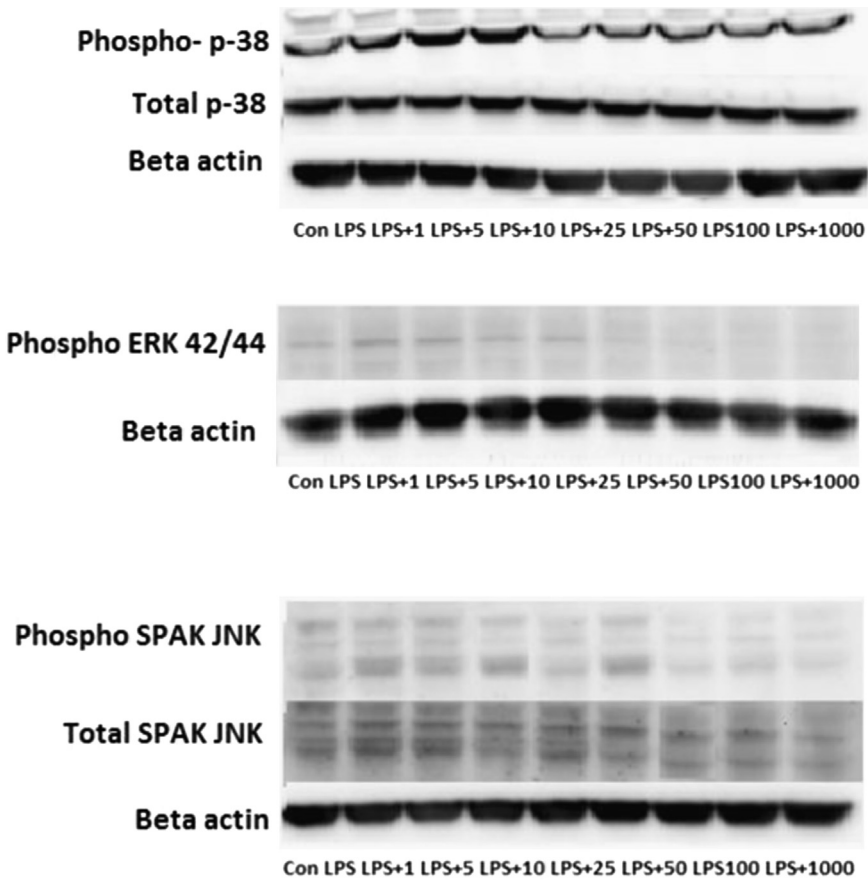 Phospho- p-38
Total p-38
Beta actin
Con LPS LPS+1 LPS+5 LPS+10 LPS+25 LPS+50 LPS100 LPS+1000
Phospho ERK 42/44
Beta actin
Con LPS LPS+1 LPS+5 LPS+10 LPS+25 LPS+50 LPS100 LPS+1000
Phospho SPAK JNK
Total SPAK JNK
Beta actin
Con LPS LPS+1 LPS+5 LPS+10 LPS+25 LPS+50 LPS100 LPS+1000